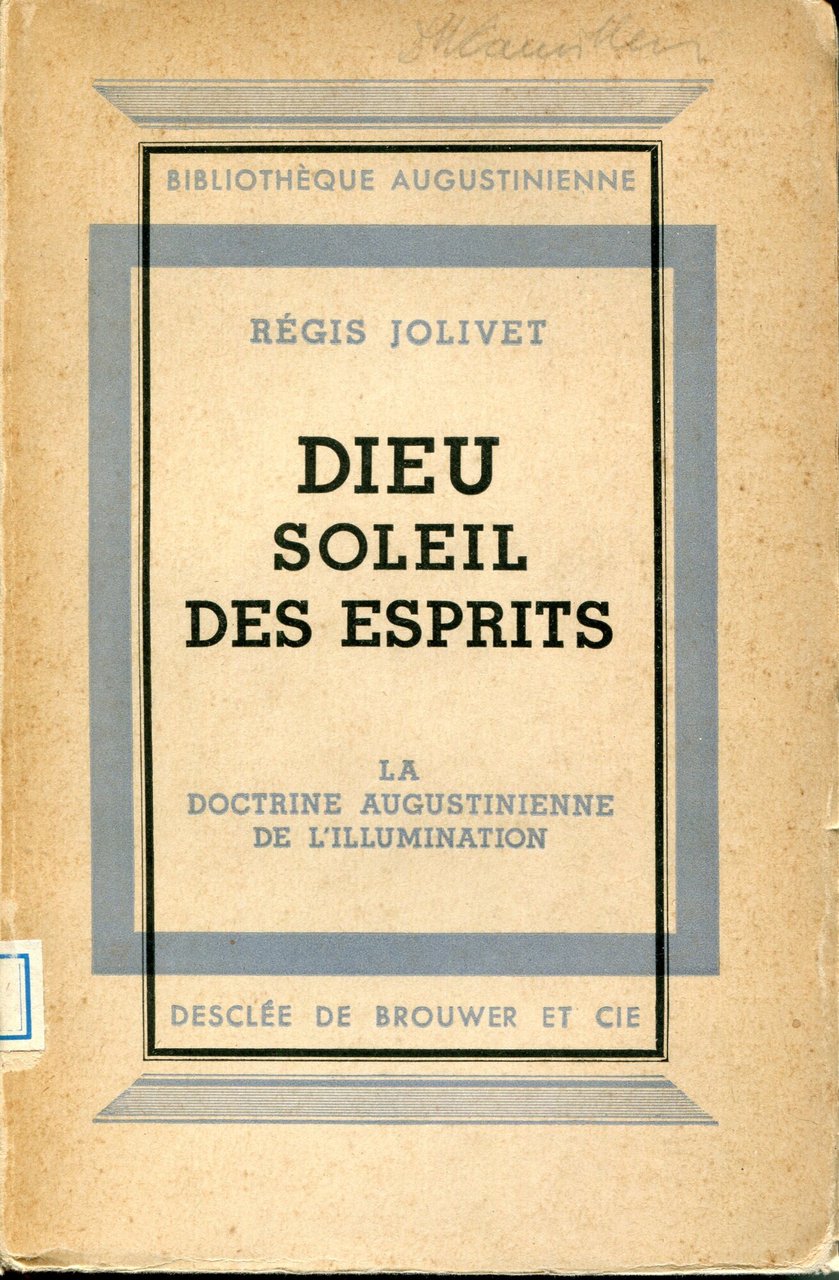 BIBLIOTHÈQUE AUGUSTINIENNE
RÉGIS JOLIVET
DIEU
SOLEIL
DES ESPRITS
LA
DOCTRINE AUGUSTINIENNE
DE L'ILLUMINATION
DESCLÉE DE BROUWER ET CIE